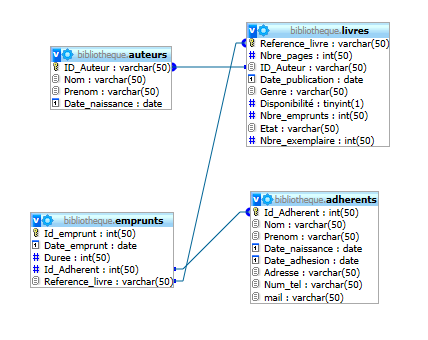 bibliotheque.auteurs
ID_Auteur : varchar(50)
Nom : varchar(50)
Prenom : varchar(50)
Date_naissance : date
bibliotheque.livres
Reference_livre : varchar(50)
Nbre_pages : int(50)
ID_Auteur : varchar(50)
Date_publication : date
Genre : varchar(50)
Disponibilité : tinyint(1)
Nbre_emprunts : int(50)
Etat : varchar(50)
Nbre_exemplaire : int(50)
bibliotheque.emprunts
Id_emprunt : int(50)
Date_emprunt : date
Duree : int(50)
Id_Adherent : int(50)
Reference_livre : varchar(50)
bibliotheque.adherents
Id_Adherent : int(50)
Nom : varchar(50)
Prenom : varchar(50)
Date_naissance : date
Date_adhesion : date
Adresse : varchar(50)
Num_tel : varchar(50)
mail : varchar(50)